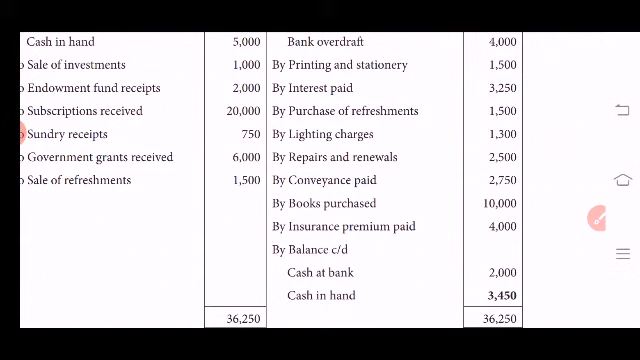 Cash in hand 5,000 Bank overdraft 4,000
o Sale of investments 1,000 By Printing and stationery 1,500
o Endowment fund receipts 2,000 By Interest paid 3,250
o Subscriptions received 20,000 By Purchase of refreshments 1,500
o Sundry receipts 750 By Lighting charges 1,300
o Government grants received 6,000 By Repairs and renewals 2,500
o Sale of refreshments 1,500 By Conveyance paid 2,750
By Books purchased 10,000
By Insurance premium paid 4,000
By Balance c/d
Cash at bank 2,000
Cash in hand 3,450
36,250 36,250